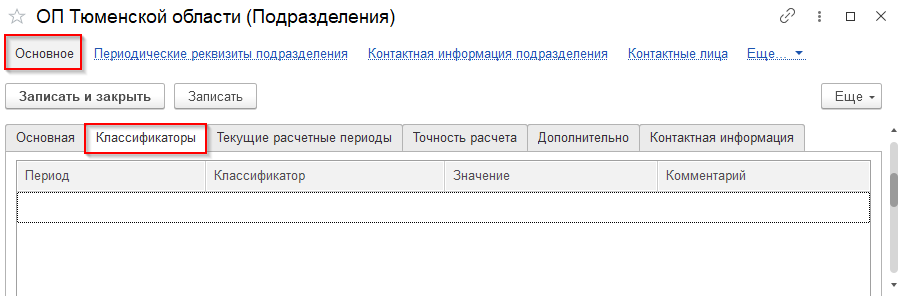 ОП Тюменской области (Подразделения)
Основное Периодические реквизиты подразделения Контактная информация подразделения Контактные лица Еще...
Записать и закрыть Записать Еще
Основная Классификаторы Текущие расчетные периоды Точность расчета Дополнительно Контактная информация
Период Классификатор Значение Комментарий